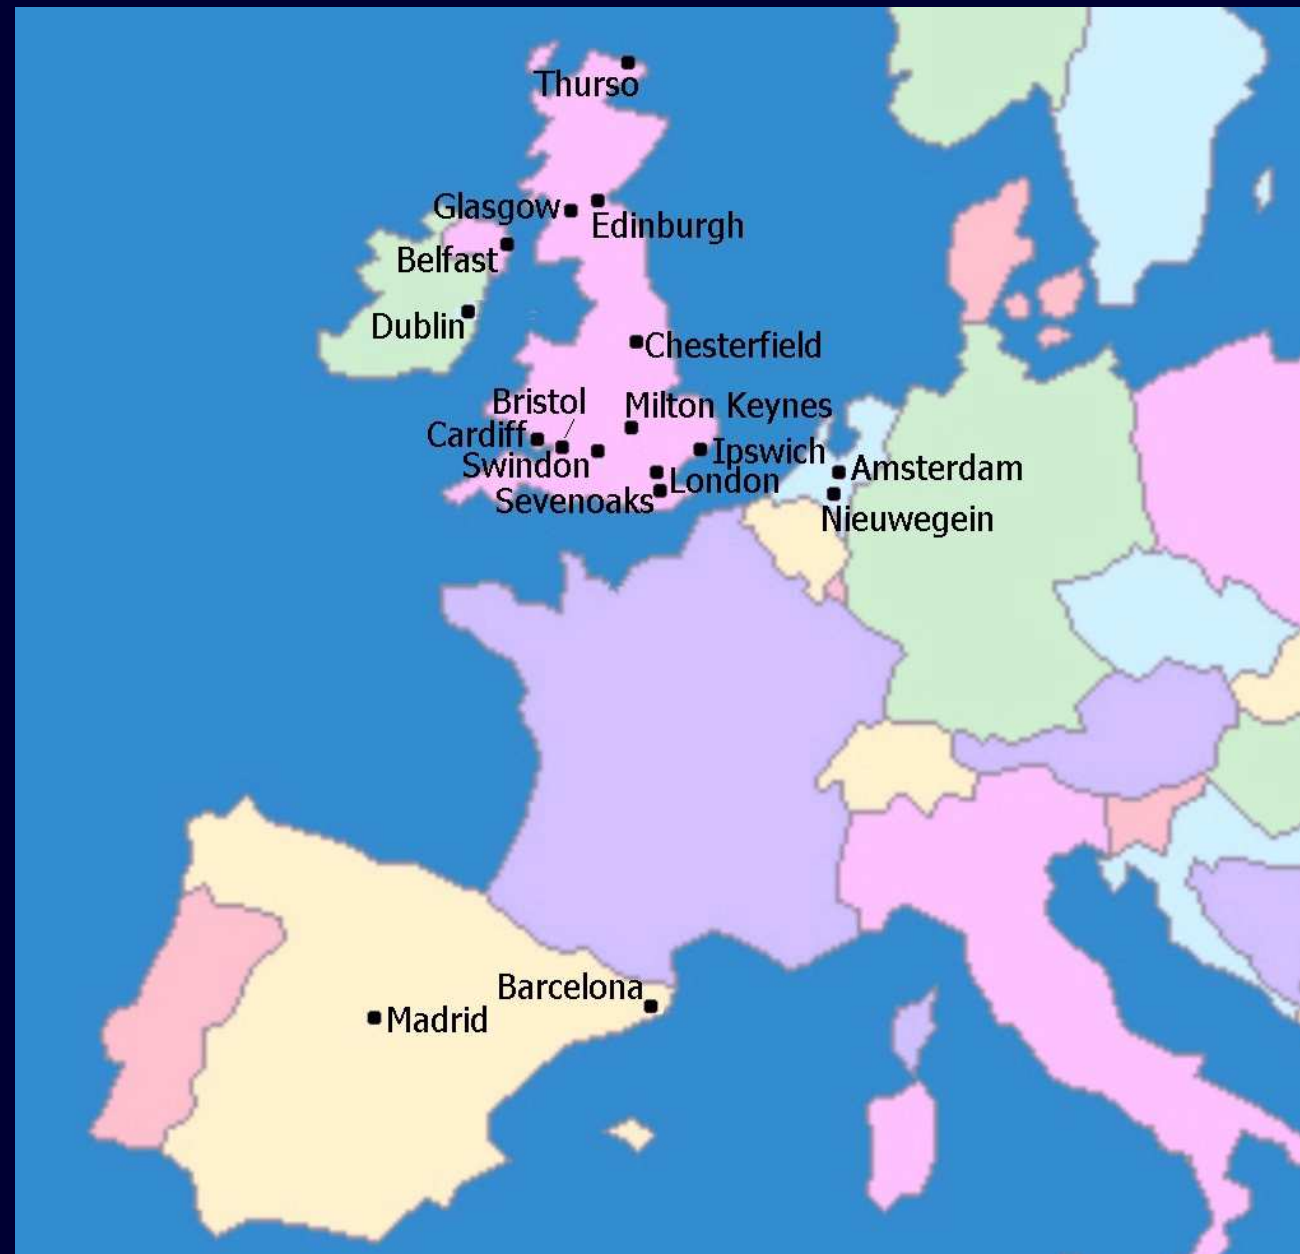 Thurso
Glasgow
Edinburgh
Belfast
Dublin
Chesterfield
Bristol
Milton Keynes
Cardiff
Ipswich
Swindon
Amsterdam
London
Sevenoaks
Nieuwegein
Barcelona
Madrid